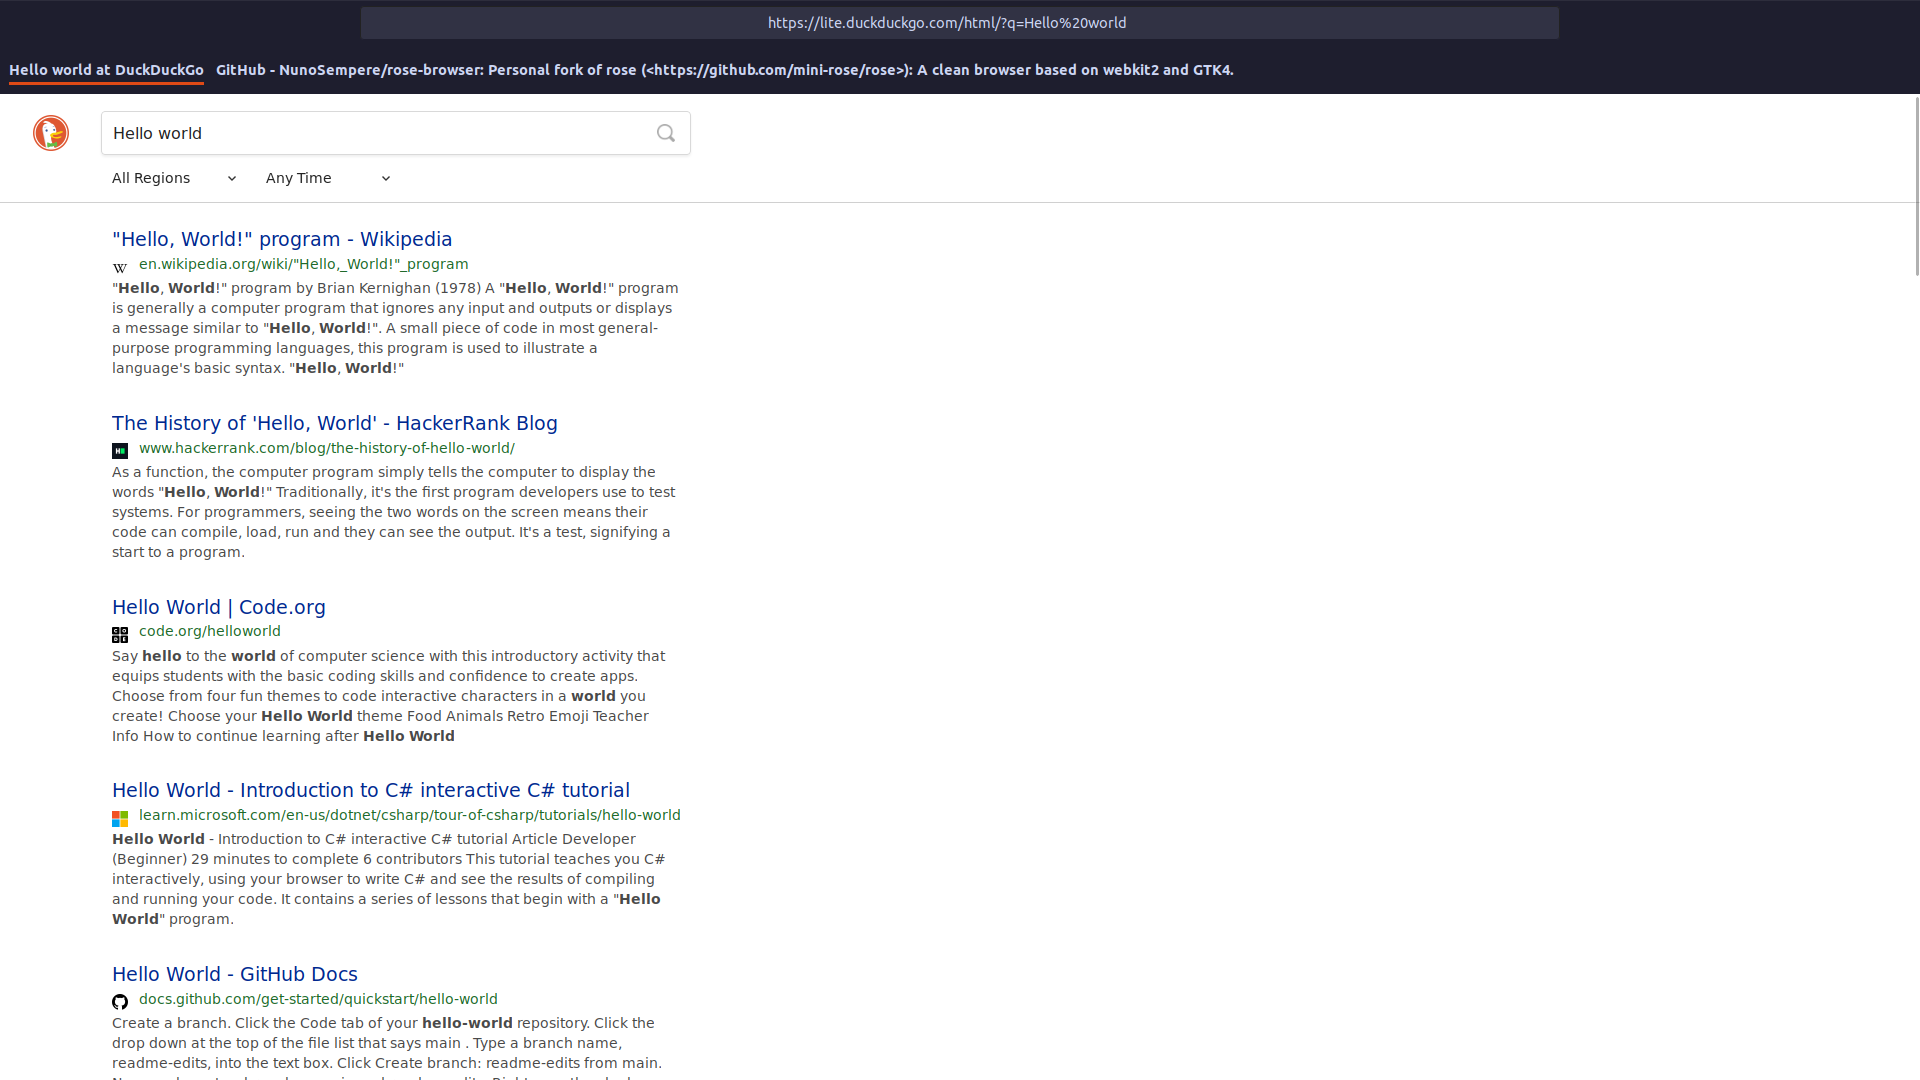 https://lite.duckduckgo.com/html/?q=Hello%20world
Hello world at DuckDuckGo GitHub - NunoSempere/rose-browser: Personal fork of rose (<https://github.com/mini-rose/rose>): A clean browser based on webkit2 and GTK4.
Hello world
All Regions Any Time
"Hello, World!" program - Wikipedia
W en.wikipedia.org/wiki/"Hello,_World!"_program
"Hello, World!" program by Brian Kernighan (1978) A "Hello, World!" program
is generally a computer program that ignores any input and outputs or displays
a message similar to "Hello, World!". A small piece of code in most general-
purpose programming languages, this program is used to illustrate a
language's basic syntax. "Hello, World!"
The History of 'Hello, World' - HackerRank Blog
www.hackerrank.com/blog/the-history-of-hello-world/
As a function, the computer program simply tells the computer to display the
words "Hello, World!" Traditionally, it's the first program developers use to test
systems. For programmers, seeing the two words on the screen means their
code can compile, load, run and they can see the output. It's a test, signifying a
start to a program.
Hello World | Code.org
code.org/helloworld
Say hello to the world of computer science with this introductory activity that
equips students with the basic coding skills and confidence to create apps.
Choose from four fun themes to code interactive characters in a world you
create! Choose your Hello World theme Food Animals Retro Emoji Teacher
Info How to continue learning after Hello World
Hello World - Introduction to C# interactive C# tutorial
learn.microsoft.com/en-us/dotnet/csharp/tour-of-csharp/tutorials/hello-world
Hello World - Introduction to C# interactive C# tutorial Article Developer
(Beginner) 29 minutes to complete 6 contributors This tutorial teaches you C#
interactively, using your browser to write C# and see the results of compiling
and running your code. It contains a series of lessons that begin with a "Hello
World" program.
Hello World - GitHub Docs
docs.github.com/get-started/quickstart/hello-world
Create a branch. Click the Code tab of your hello-world repository. Click the
drop down at the top of the file list that says main . Type a branch name,
readme-edits, into the text box. Click Create branch: readme-edits from main.